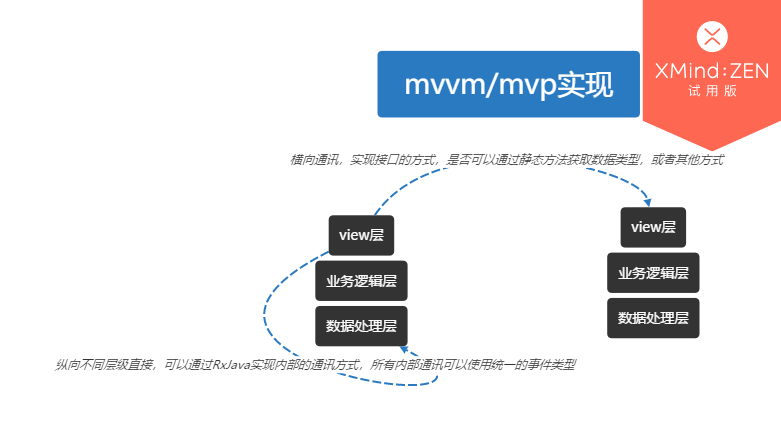 XMind:ZEN
试用版
mvvm/mvp实现
横向通讯，实现接口的方式，是否可以通过静态方法获取数据类型，或者其他方式
view层
业务逻辑层
数据处理层
view层
业务逻辑层
数据处理层
纵向不同层级直接，可以通过RxJava实现内部的通讯方式，所有内部通讯可以使用统一的事件类型